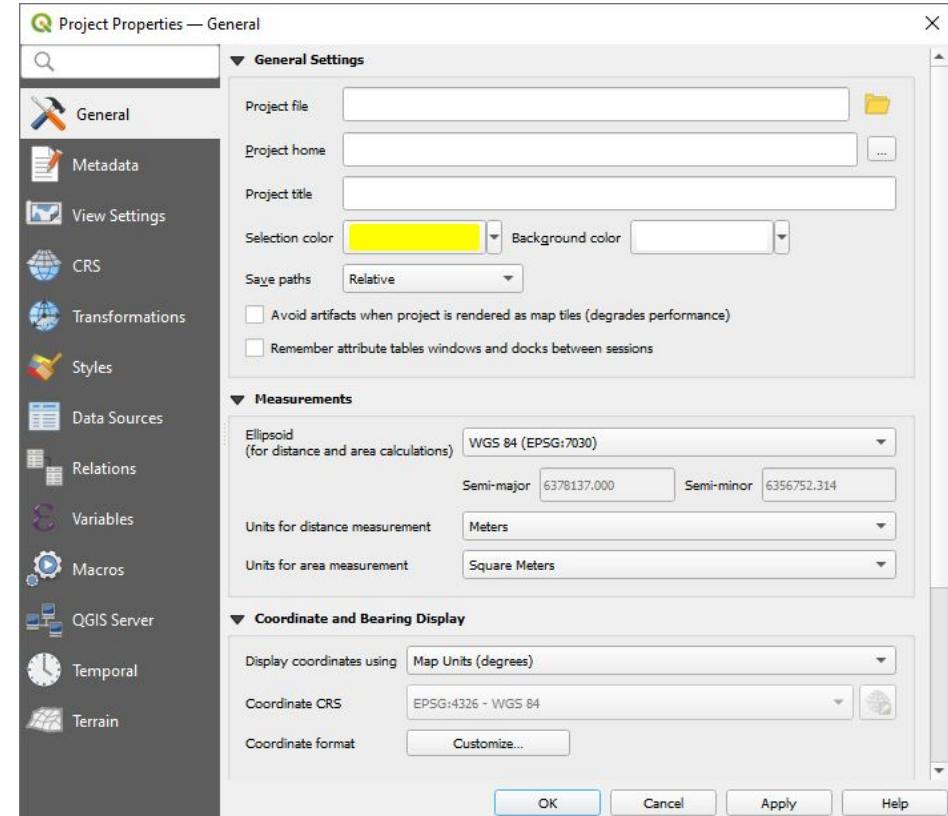 Project Properties — General
General
Metadata
View Settings
CRS
Transformations
Styles
Data Sources
Relations
Variables
Macros
QGIS Server
Temporal
Terrain
General Settings
Project file
Project home
...
Project title
Selection color
Background color
Save paths
Relative
Avoid artifacts when project is rendered as map tiles (degrades performance)
Remember attribute tables windows and docks between sessions
Measurements
Ellipsoid
(for distance and area calculations)
WGS 84 (EPSG:7030)
Semi-major 6378137.000 Semi-minor 6356752.314
Units for distance measurement Meters
Units for area measurement Square Meters
Coordinate and Bearing Display
Display coordinates using Map Units (degrees)
Coordinate CRS EPSG:4326 - WGS 84
Coordinate format Customize...
OK Cancel Apply Help